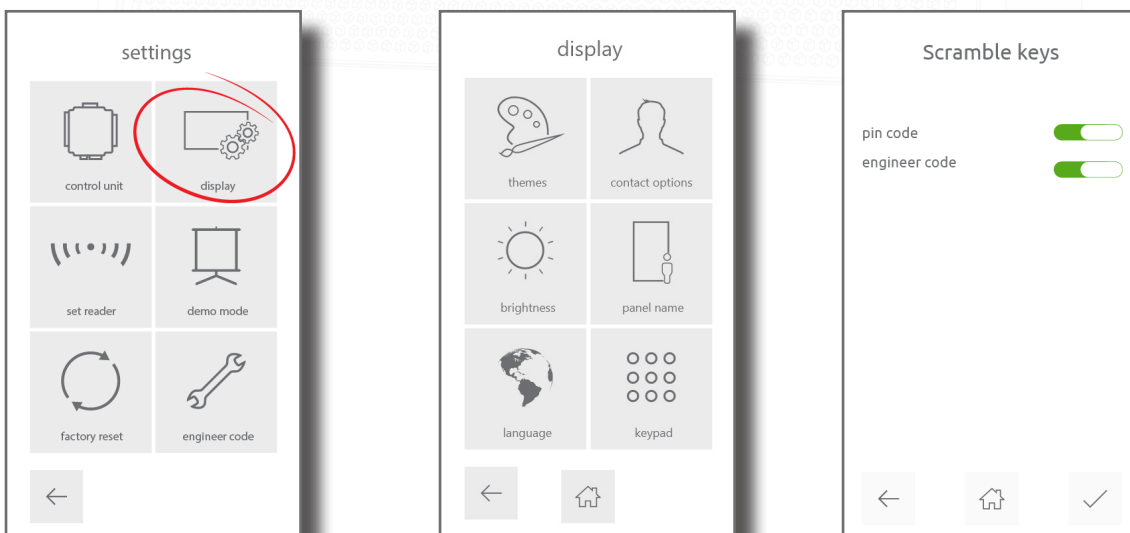 settings
control unit
display
set reader
demo mode
factory reset
engineer code
display
themes
contact options
brightness
panel name
language
keypad
Scramble keys
pin code
engineer code